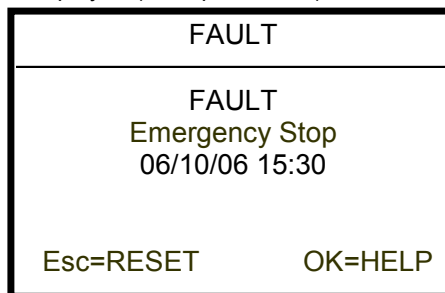 FAULT
FAULT
Emergency Stop
06/10/06 15:30
Esc=RESET OK=HELP